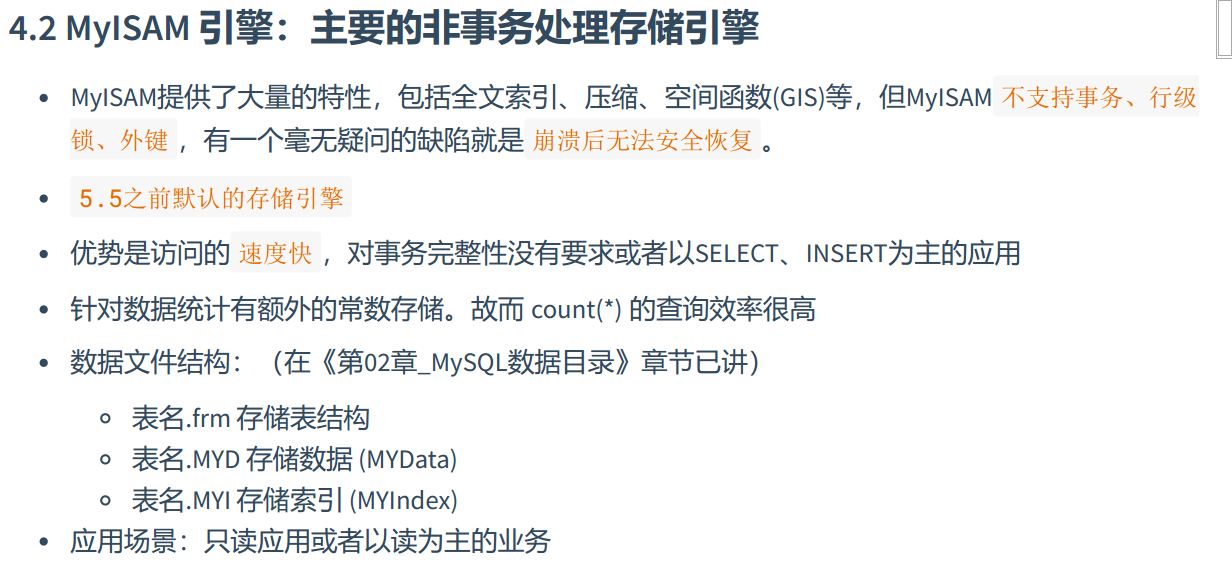 4.2 MyISAM 引擎：主要的非事务处理存储引擎
MyISAM提供了大量的特性，包括全文索引、压缩、空间函数(GIS)等，但MyISAM 不支持事务、行级
锁、外键 ，有一个毫无疑问的缺陷就是 崩溃后无法安全恢复 。
5.5之前默认的存储引擎
优势是访问的 速度快 ，对事务完整性没有要求或者以SELECT、INSERT为主的应用
针对数据统计有额外的常数存储。故而 count(*) 的查询效率很高
数据文件结构：（在《第02章_MySQL数据目录》章节已讲）
表名.frm 存储表结构
表名.MYD 存储数据 (MYData)
表名.MYI 存储索引 (MYIndex)
应用场景：只读应用或者以读为主的业务